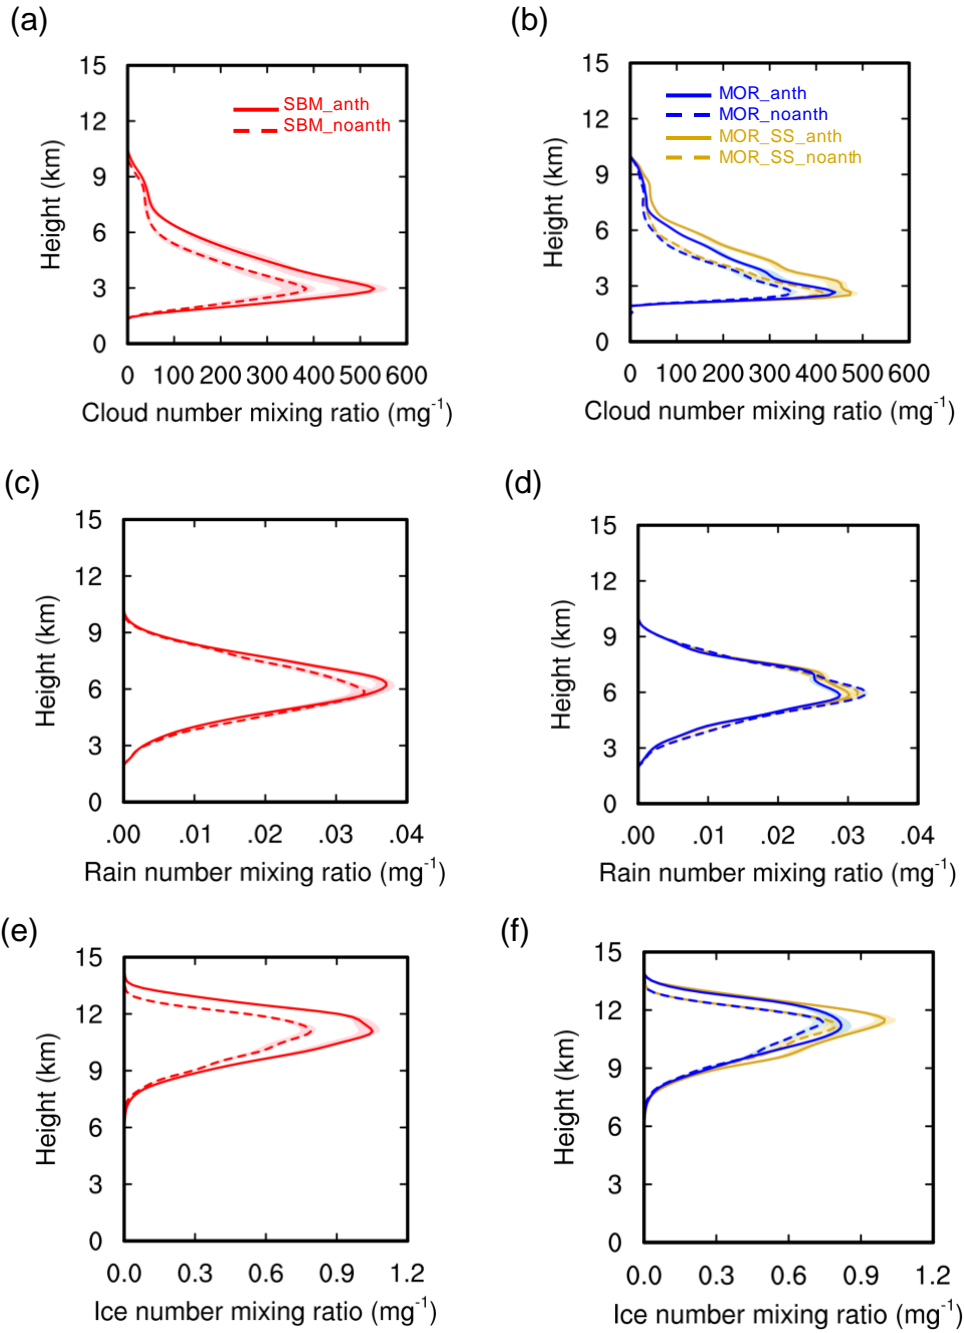 (a)
15
12
9
6
3
0
Height (km)
SBM_anth
SBM_noanth
0 100 200 300 400 500 600
Cloud number mixing ratio (mg-1)
(b)
15
12
9
6
3
0
Height (km)
MOR_anth
MOR_noanth
MOR_SS_anth
MOR_SS_noanth
0 100 200 300 400 500 600
Cloud number mixing ratio (mg-1)
(c)
15
12
9
6
3
0
Height (km)
.00 .01 .02 .03 .04
Rain number mixing ratio (mg-1)
(d)
15
12
9
6
3
0
Height (km)
.00 .01 .02 .03 .04
Rain number mixing ratio (mg-1)
(e)
15
12
9
6
3
0
Height (km)
0.0 0.3 0.6 0.9 1.2
Ice number mixing ratio (mg-1)
(f)
15
12
9
6
3
0
Height (km)
0.0 0.3 0.6 0.9 1.2
Ice number mixing ratio (mg-1)